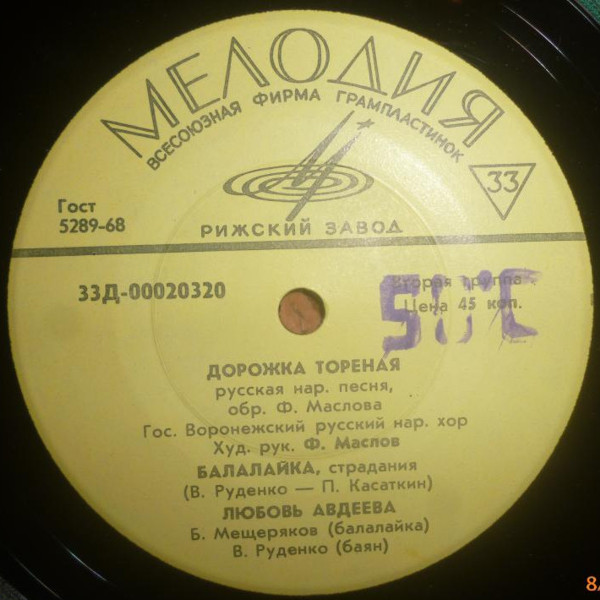 МЕЛОДИЯ
ВСЕСОЮЗНАЯ ФИРМА ГРАМПЛАСТИНОК
33
РИЖСКИЙ ЗАВОД
Гост
5289-68
33Д-00020320
Вторая группа
Цена 45 коп.
ДОРОЖКА ТОРЕНАЯ
русская нар. песня,
обр. Ф. Маслова
Гос. Воронежский русский нар. хор
Худ. рук. Ф. Маслов
БАЛАЛАЙКА, страдания
(В. Руденко — П. Касаткин)
ЛЮБОВЬ АВДЕЕВА
Б. Мещеряков (балалайка)
В. Руденко (баян)